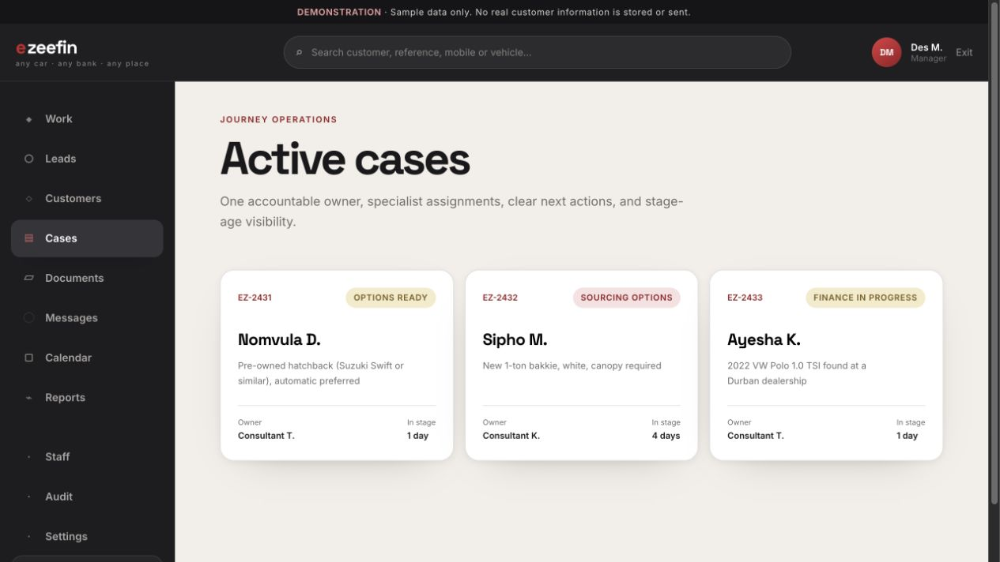 DEMONSTRATION · Sample data only. No real customer information is stored or sent.
ezeefin
any car · any bank · any place
Search customer, reference, mobile or vehicle...
DM
Des M.
Manager
Exit
Work
Leads
Customers
Cases
Documents
Messages
Calendar
Reports
Staff
Audit
Settings
JOURNEY OPERATIONS
Active cases
One accountable owner, specialist assignments, clear next actions, and stage-
age visibility.
EZ-2431
OPTIONS READY
Nomvula D.
Pre-owned hatchback (Suzuki Swift or
similar), automatic preferred
Owner
In stage
Consultant T.
1 day
EZ-2432
SOURCING OPTIONS
Sipho M.
New 1-ton bakkie, white, canopy required
Owner
In stage
Consultant K.
4 days
EZ-2433
FINANCE IN PROGRESS
Ayesha K.
2022 VW Polo 1.0 TSI found at a
Durban dealership
Owner
In stage
Consultant T.
1 day